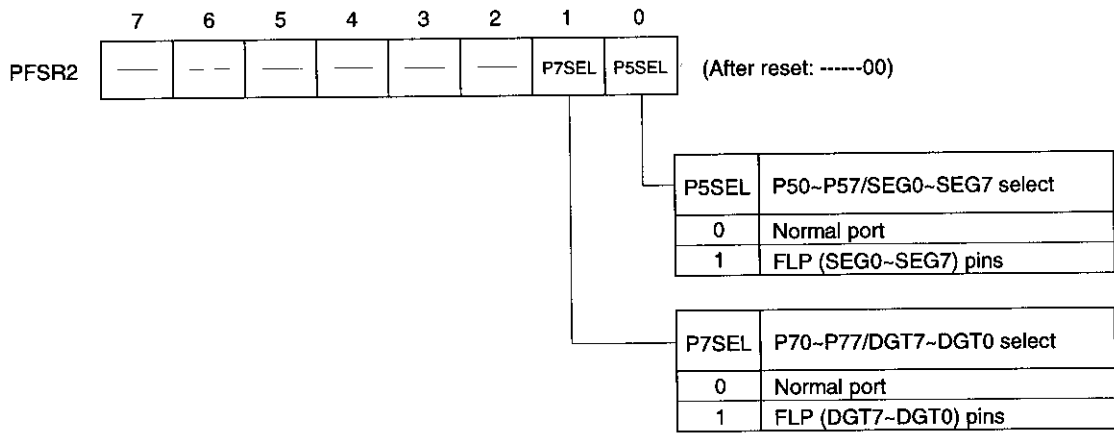 7 6 5 4 3 2 1 0
PFSR2 — — — — — — P7SEL P5SEL (After reset: ------00)
P5SEL P50~P57/SEG0~SEG7 select
0 Normal port
1 FLP (SEG0~SEG7) pins
P7SEL P70~P77/DGT7~DGT0 select
0 Normal port
1 FLP (DGT7~DGT0) pins